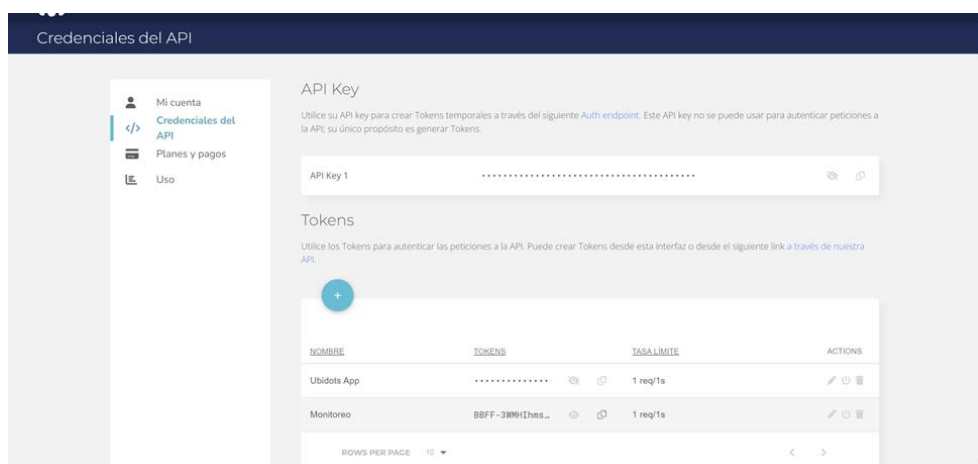 Credenciales del API
Mi cuenta
Credenciales del
API
Planes y pagos
Uso
API Key
Utilice su API key para crear Tokens temporales a través del siguiente Auth endpoint. Este API key no se puede usar para autenticar peticiones a
la API; su único propósito es generar Tokens.
API Key 1
Tokens
Utilice los Tokens para autenticar las peticiones a la API. Puede crear Tokens desde esta interfaz o desde el siguiente link a través de nuestra
API.
+
NOMBRE TOKENS TASA LÍMITE ACTIONS
Ubidots App 1 req/1s
Monitoreo BBFF-3WMHIhms… 1 req/1s
ROWS PER PAGE 10